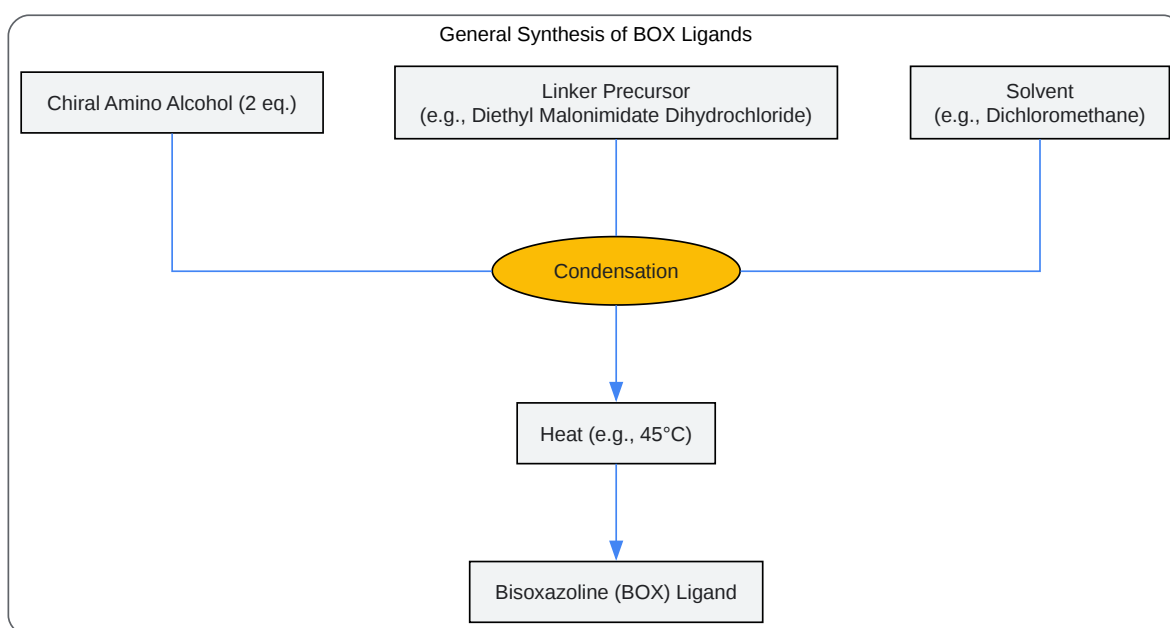 General Synthesis of BOX Ligands
Chiral Amino Alcohol (2 eq.)
Linker Precursor
(e.g., Diethyl Malonimidate Dihydrochloride)
Solvent
(e.g., Dichloromethane)
Condensation
Heat (e.g., 45°C)
Bisoxazoline (BOX) Ligand